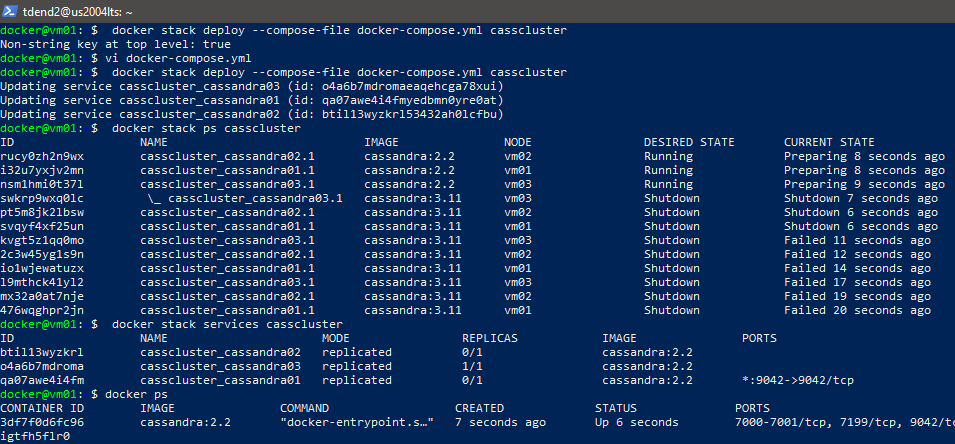 tdend2@us2004lts: ~
docker@vm01: $  docker stack deploy --compose-file docker-compose.yml casscluster
Non-string key at top level: true
docker@vm01: $ vi docker-compose.yml
docker@vm01: $  docker stack deploy --compose-file docker-compose.yml casscluster
Updating service casscluster_cassandra03 (id: o4a6b7mdromaeaqehcga78xui)
Updating service casscluster_cassandra01 (id: qa07awe4i4fmyedbmn0yre0at)
Updating service casscluster_cassandra02 (id: btil13wyzkrl53432ah0lcfbu)
docker@vm01: $  docker stack ps casscluster
ID NAME IMAGE NODE DESIRED STATE CURRENT STATE
rucy0zh2n9wx casscluster_cassandra02.1 cassandra:2.2 vm02 Running Preparing 8 seconds ago
i32u7yxjv2mn casscluster_cassandra01.1 cassandra:2.2 vm01 Running Preparing 8 seconds ago
nsm1hmi0t37l casscluster_cassandra03.1 cassandra:2.2 vm03 Running Preparing 9 seconds ago
swkrp9wxq0lc \_ casscluster_cassandra03.1 cassandra:3.11 vm03 Shutdown Shutdown 7 seconds ago
pt5m8jk2lbsw casscluster_cassandra02.1 cassandra:3.11 vm02 Shutdown Shutdown 6 seconds ago
svqyf4xf25un casscluster_cassandra01.1 cassandra:3.11 vm01 Shutdown Shutdown 6 seconds ago
kvgt5z1qq0mo casscluster_cassandra03.1 cassandra:3.11 vm03 Shutdown Failed 11 seconds ago
2c3w45ygls9n casscluster_cassandra02.1 cassandra:3.11 vm02 Shutdown Failed 12 seconds ago
io1wjewatuzx casscluster_cassandra01.1 cassandra:3.11 vm01 Shutdown Failed 14 seconds ago
l9mthck41yl2 casscluster_cassandra03.1 cassandra:3.11 vm03 Shutdown Failed 17 seconds ago
mx32a0at7nje casscluster_cassandra02.1 cassandra:3.11 vm02 Shutdown Failed 19 seconds ago
476wqghpr2jn casscluster_cassandra01.1 cassandra:3.11 vm01 Shutdown Failed 20 seconds ago
docker@vm01: $  docker stack services casscluster
ID NAME MODE REPLICAS IMAGE PORTS
btil13wyzkrl casscluster_cassandra02 replicated 0/1 cassandra:2.2
o4a6b7mdroma casscluster_cassandra03 replicated 1/1 cassandra:2.2
qa07awe4i4fm casscluster_cassandra01 replicated 0/1 cassandra:2.2 *:9042->9042/tcp
docker@vm01: $ docker ps
CONTAINER ID IMAGE COMMAND CREATED STATUS PORTS
3df7f0d6fc96 cassandra:2.2 "docker-entrypoint.s…" 7 seconds ago Up 6 seconds 7000-7001/tcp, 7199/tcp, 9042/t
igtfh5flr0